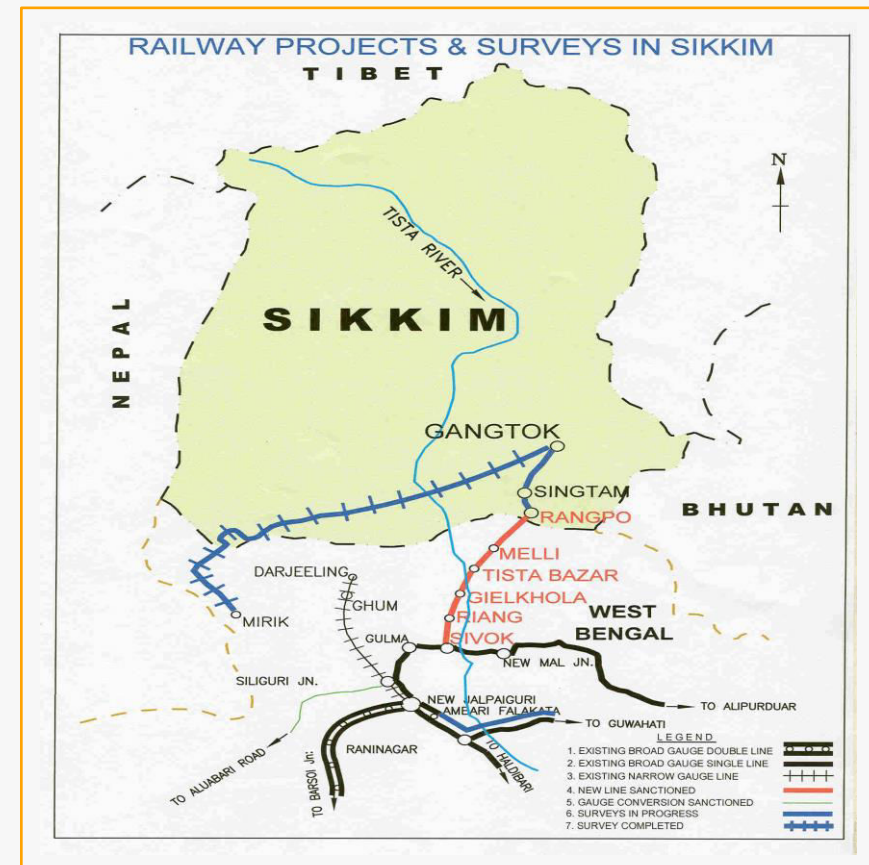 RAILWAY PROJECTS & SURVEYS IN SIKKIM
TIBET
N
TISTA RIVER
NEPAL
SIKKIM
GANGTOK
SINGTAM
BHUTAN
RANGPO
MELLI
DARJEELING
TISTA BAZAR
GHUM
GIELKHOLA
WEST
BENGAL
MIRIK
RIANG
GULMA
SIVOK
NEW MAL JN.
SILIGURI JN.
NEW JALPAIGURI
AMBARI FALAKATA
TO ALIPURDUAR
TO GUWAHATI
RANINAGAR
TO ALUABARI ROAD
TO BARSOI Jn:
TO HALDIBARI
LEGEND
1. EXISTING BROAD GAUGE DOUBLE LINE
2. EXISTING BROAD GAUGE SINGLE LINE
3. EXISTING NARROW GAUGE LINE
4. NEW LINE SANCTIONED
5. GAUGE CONVERSION SANCTIONED
6. SURVEYS IN PROGRESS
7. SURVEY COMPLETED